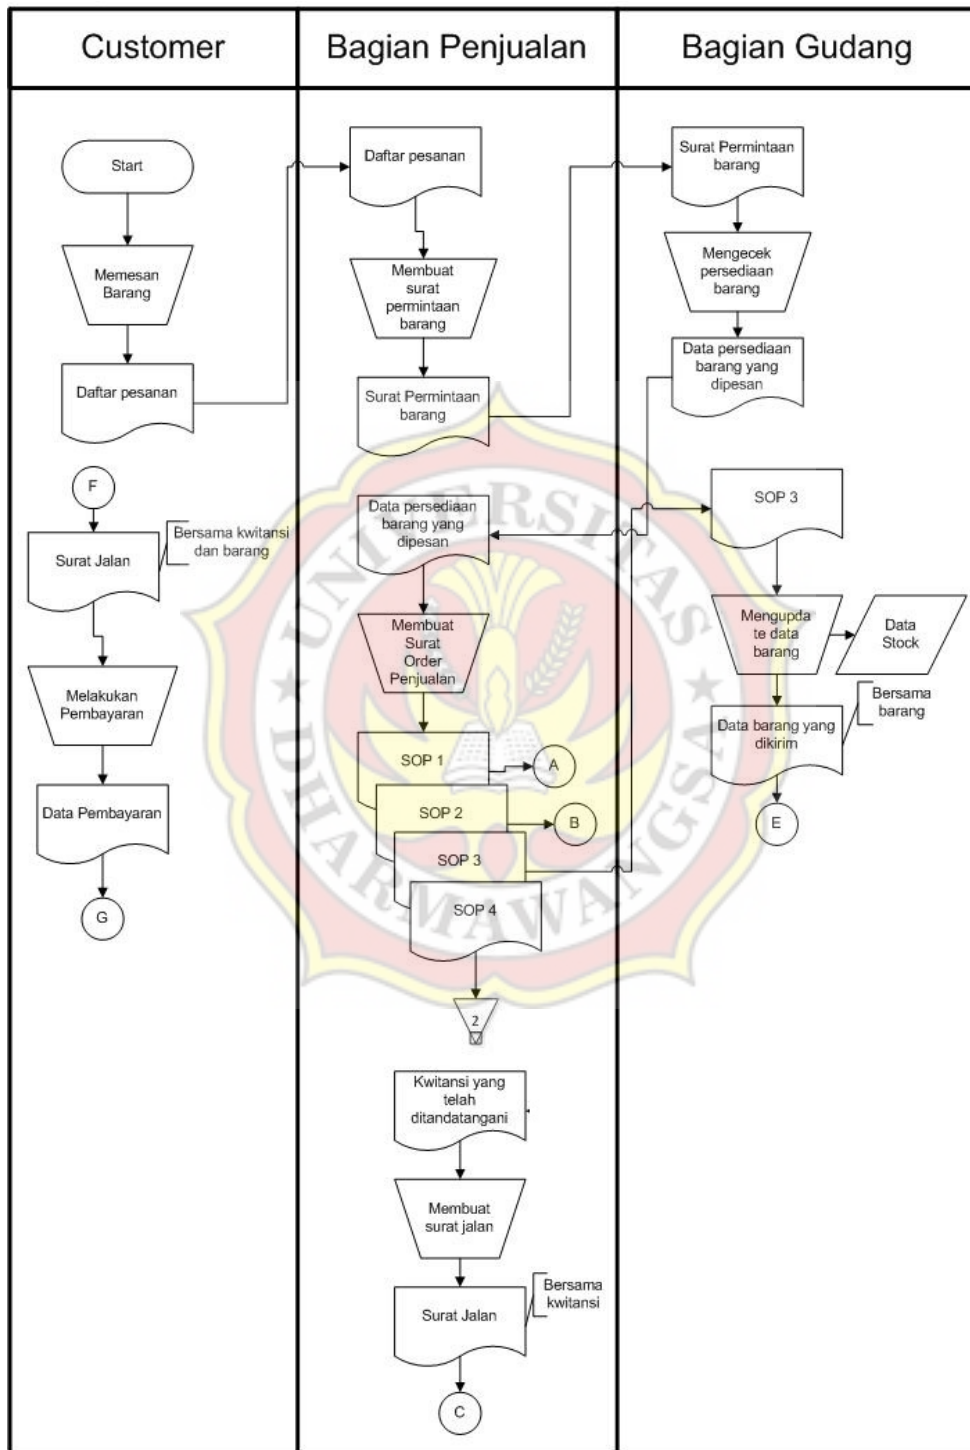 Customer
Bagian Penjualan
Bagian Gudang
Start
Memesan
Barang
Daftar pesanan
F
Surat Jalan
Bersama kwitansi
dan barang
Melakukan
Pembayaran
Data Pembayaran
G
Daftar pesanan
Membuat
surat
permintaan
barang
Surat Permintaan
barang
Data persediaan
barang yang
dipesan
Membuat
Surat
Order
Penjualan
SOP 1
A
SOP 2
B
SOP 3
SOP 4
2
Kwitansi yang
telah
ditandatangani
Membuat
surat jalan
Surat Jalan
Bersama
kwitansi
C
Surat Permintaan
barang
Mengecek
persediaan
barang
Data persediaan
barang yang
dipesan
SOP 3
Mengupda
te data
barang
Data
Stock
Data barang yang
dikirim
Bersama
barang
E
UNIVERSITAS
DHARMAWANGSA